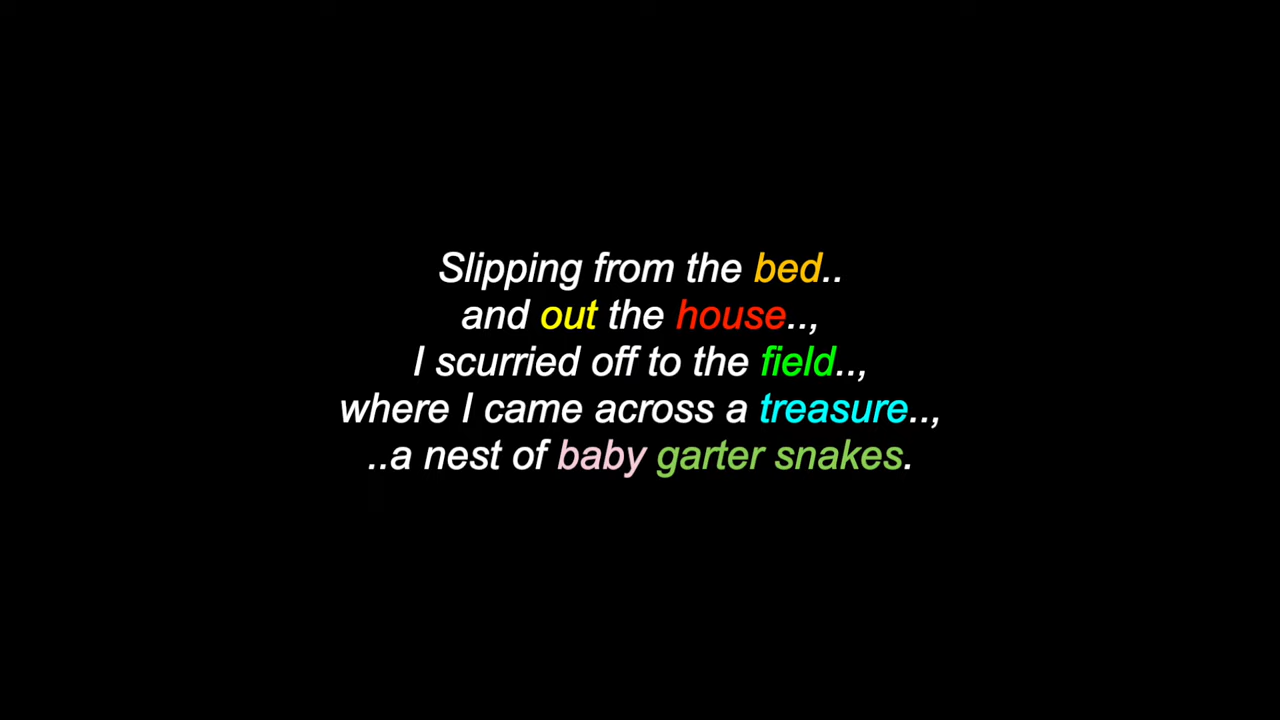 Slipping from the bed..
and out the house..,
I scurried off to the field..,
where I came across a treasure..,
..a nest of baby garter snakes.